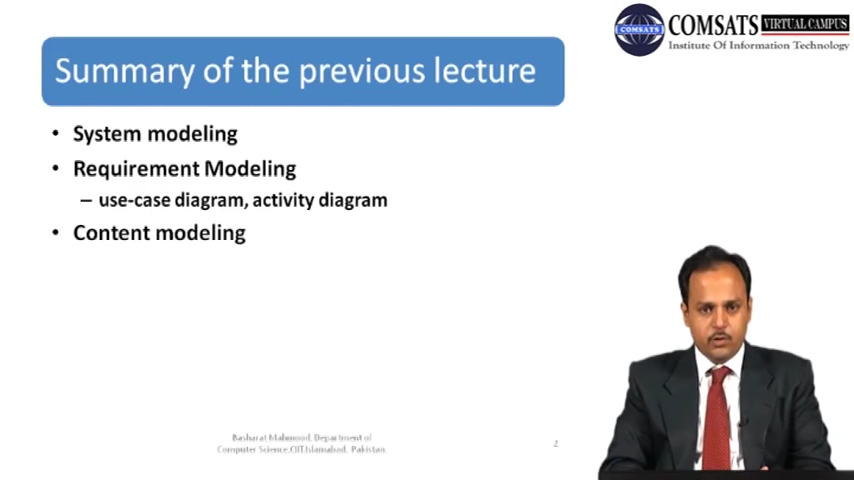 COMSATS VIRTUAL CAMPUS
COMSATS
Institute Of Information Technology
Summary of the previous lecture
• System modeling
• Requirement Modeling
– use-case diagram, activity diagram
• Content modeling
Basharat Mahmood, Department of
Computer Science,CIIT,Islamabad, Pakistan.
2